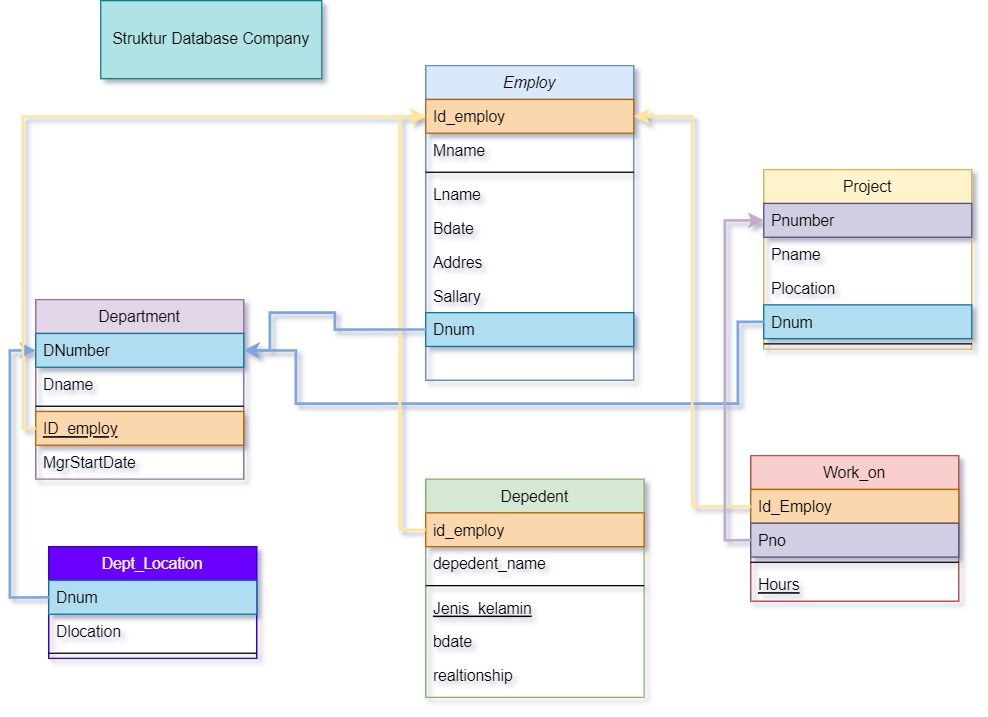 Struktur Database Company
Employ
Id_employ
Mname
Lname
Bdate
Addres
Sallary
Dnum
Project
Pnumber
Pname
Plocation
Dnum
Department
DNumber
Dname
ID_employ
MgrStartDate
Depedent
id_employ
depedent_name
Jenis_kelamin
bdate
realtionship
Work_on
Id_Employ
Pno
Hours
Dept_Location
Dnum
Dlocation